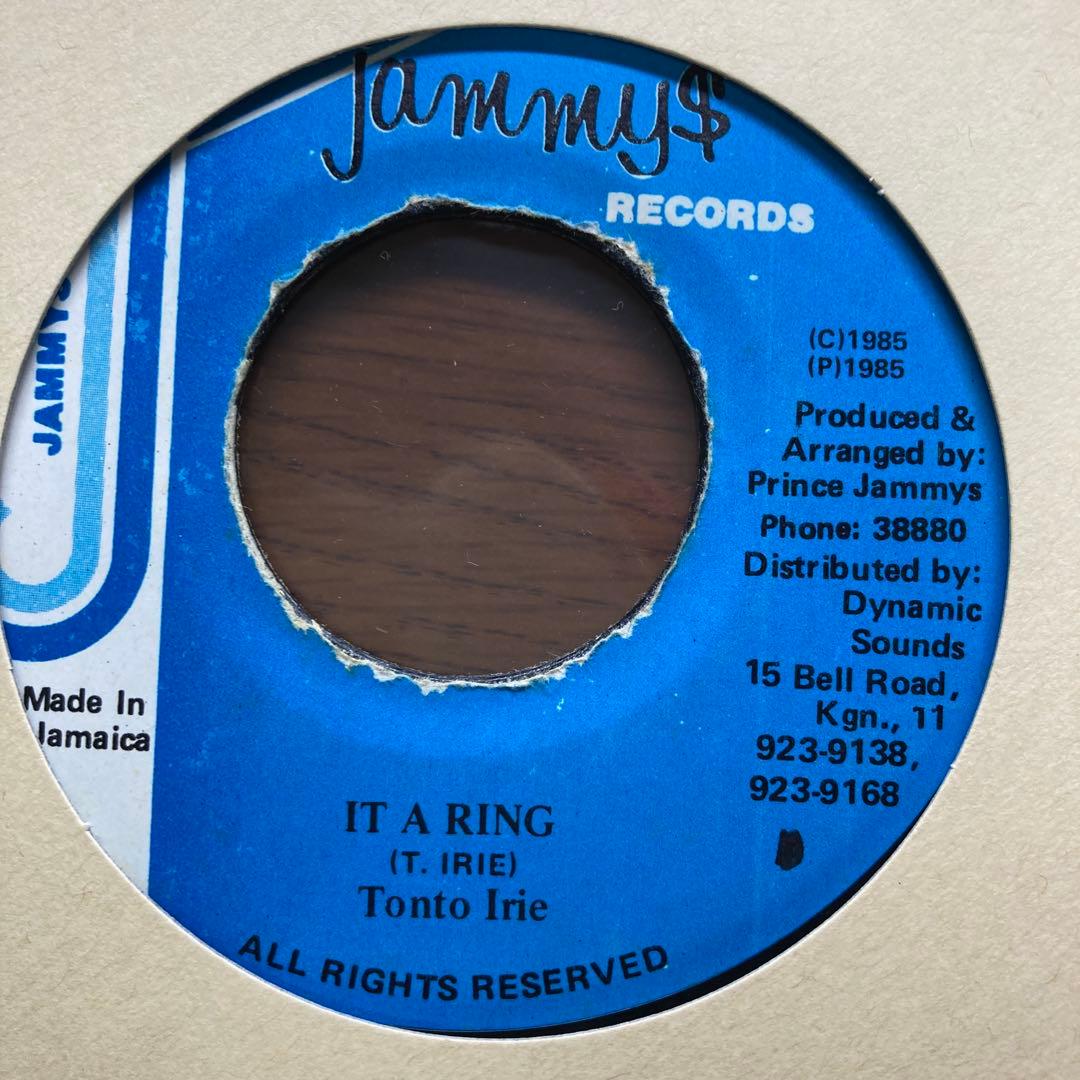 Jammy$
RECORDS
JAMMYS
(C)1985
(P)1985
Produced &
Arranged by:
Prince Jammys
Phone: 38880
Distributed by:
Dynamic
Sounds
15 Bell Road,
Kgn., 11
923-9138,
923-9168
Made In
Jamaica
IT A RING
(T. IRIE)
Tonto Irie
ALL RIGHTS RESERVED